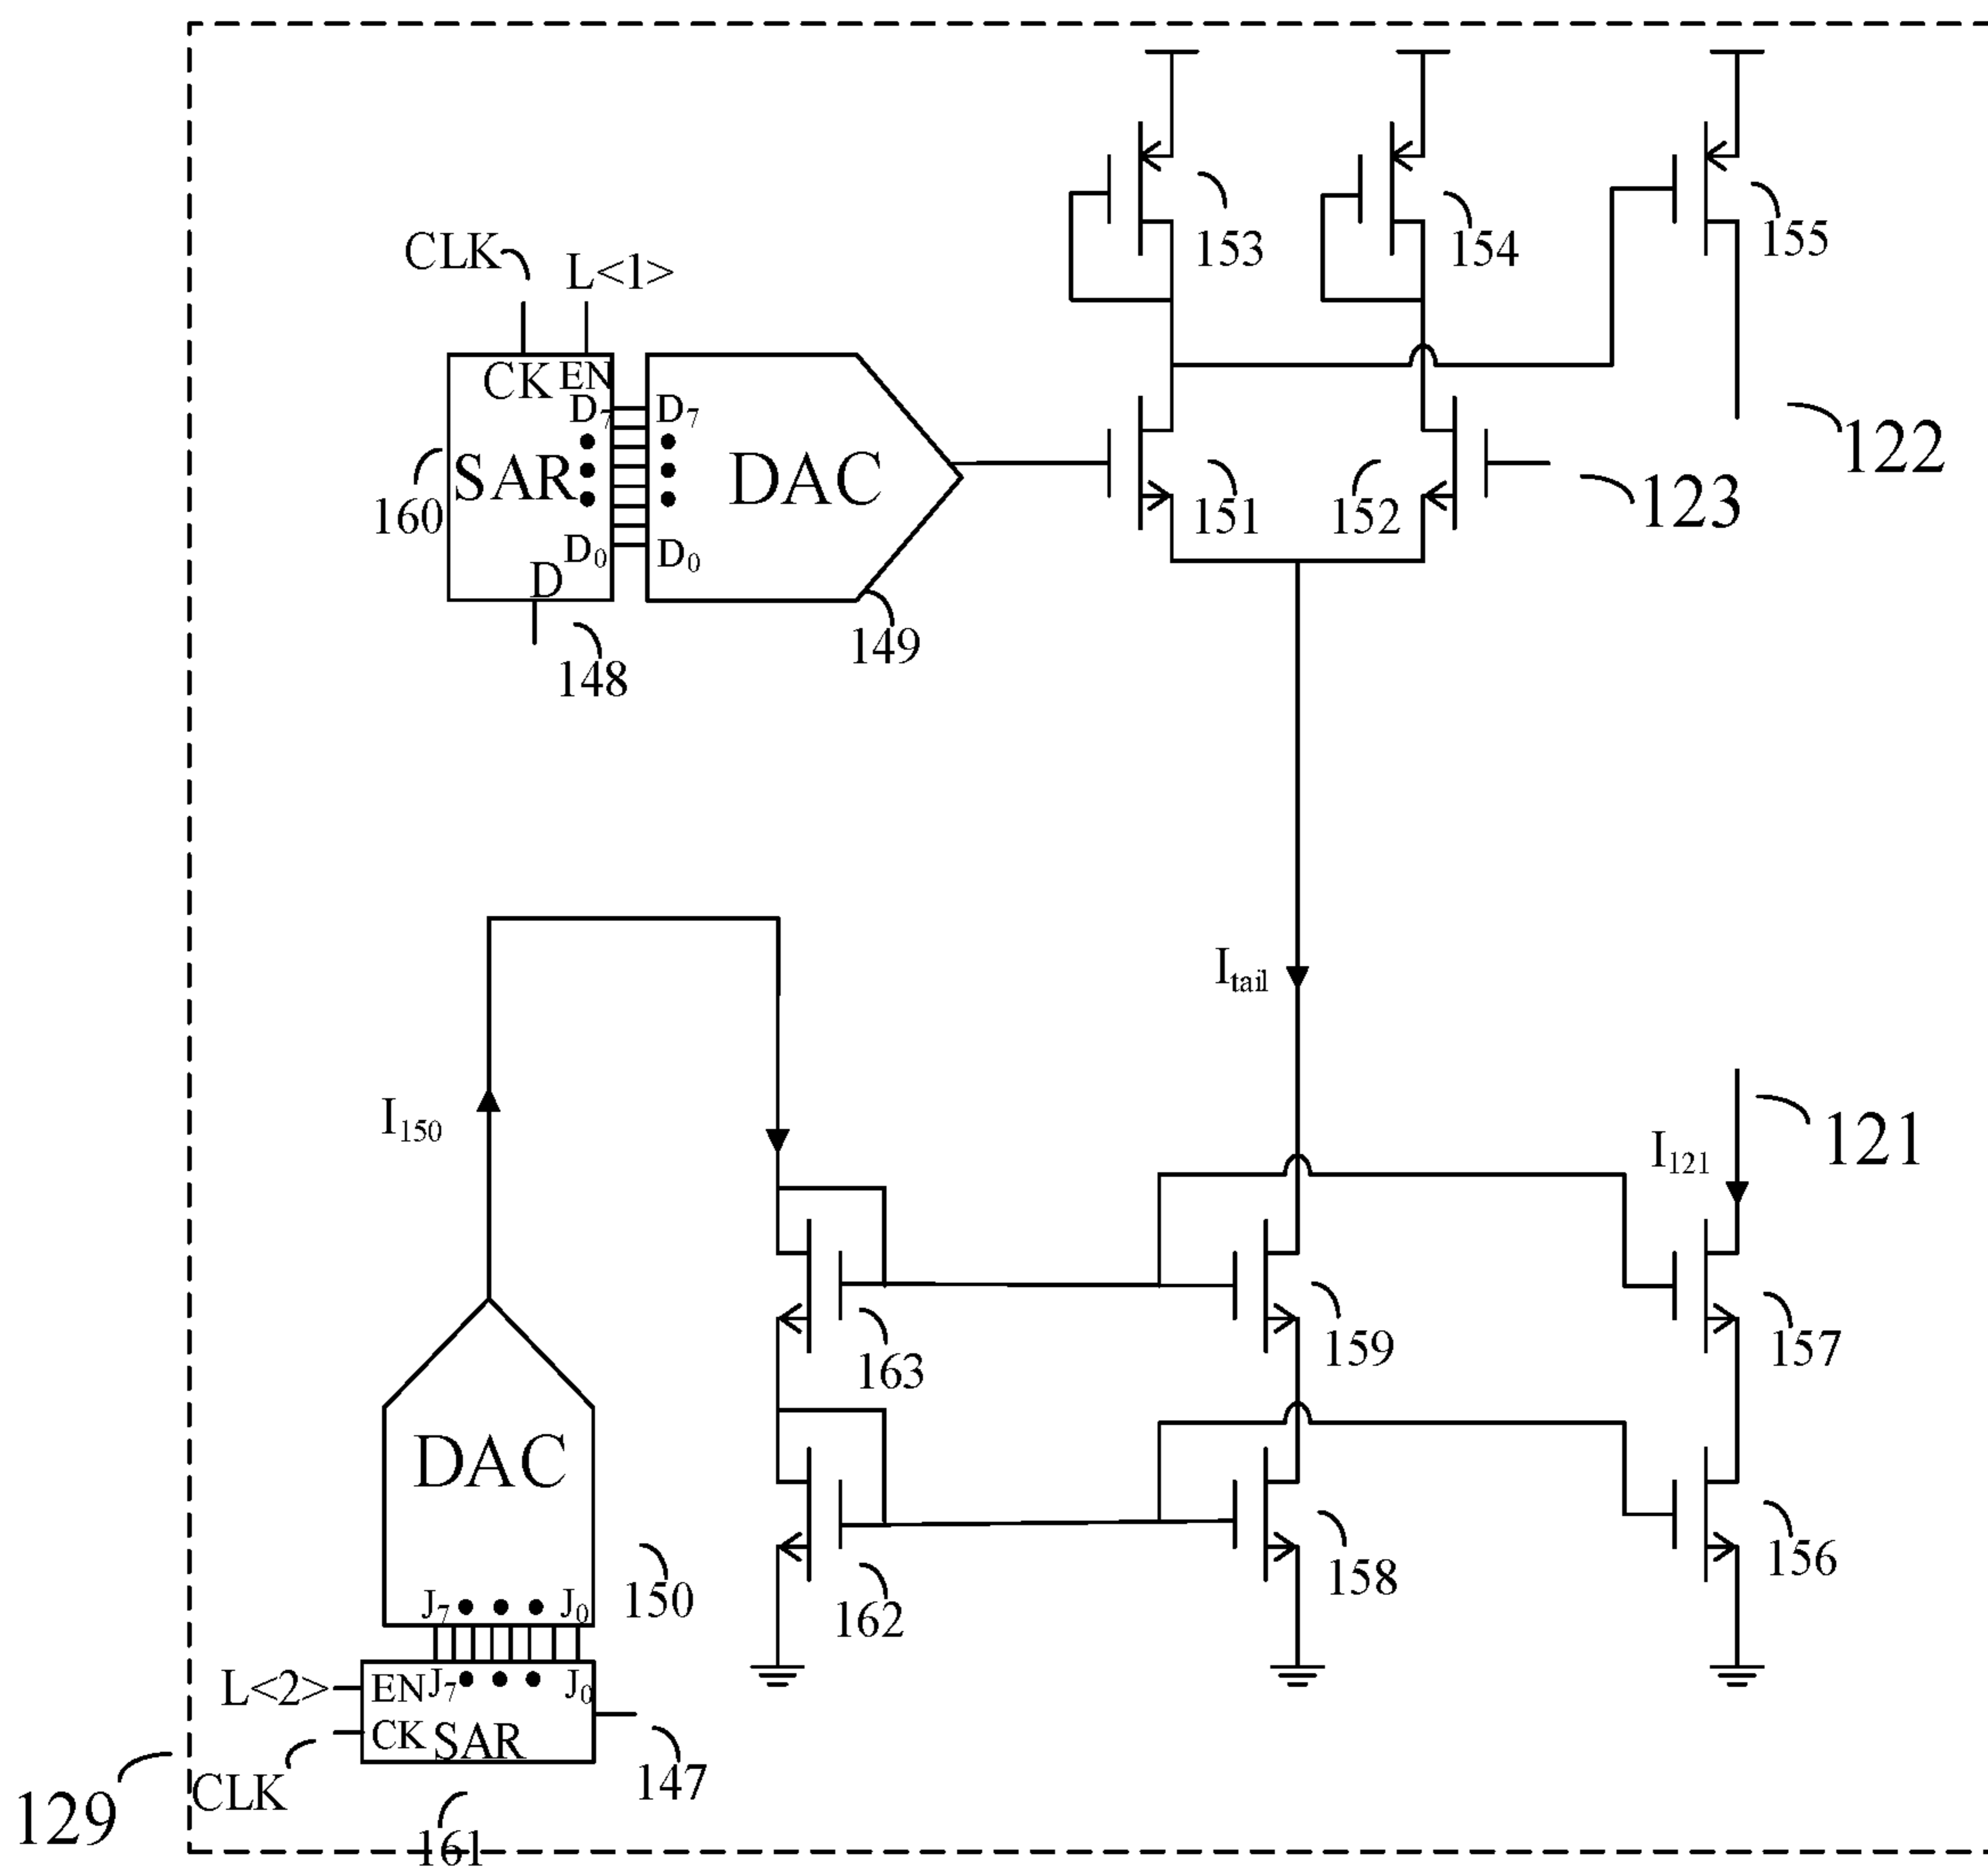 153
154
155
CLK
L<1>
CK EN
D7
D7
SAR
DAC
160
D0
D0
D
151
152
123
122
148
149
Itail
I150
I121
121
163
159
157
DAC
J7
J0
150
162
158
156
L<2>
EN J7
J0
CK SAR
CLK
147
129
161